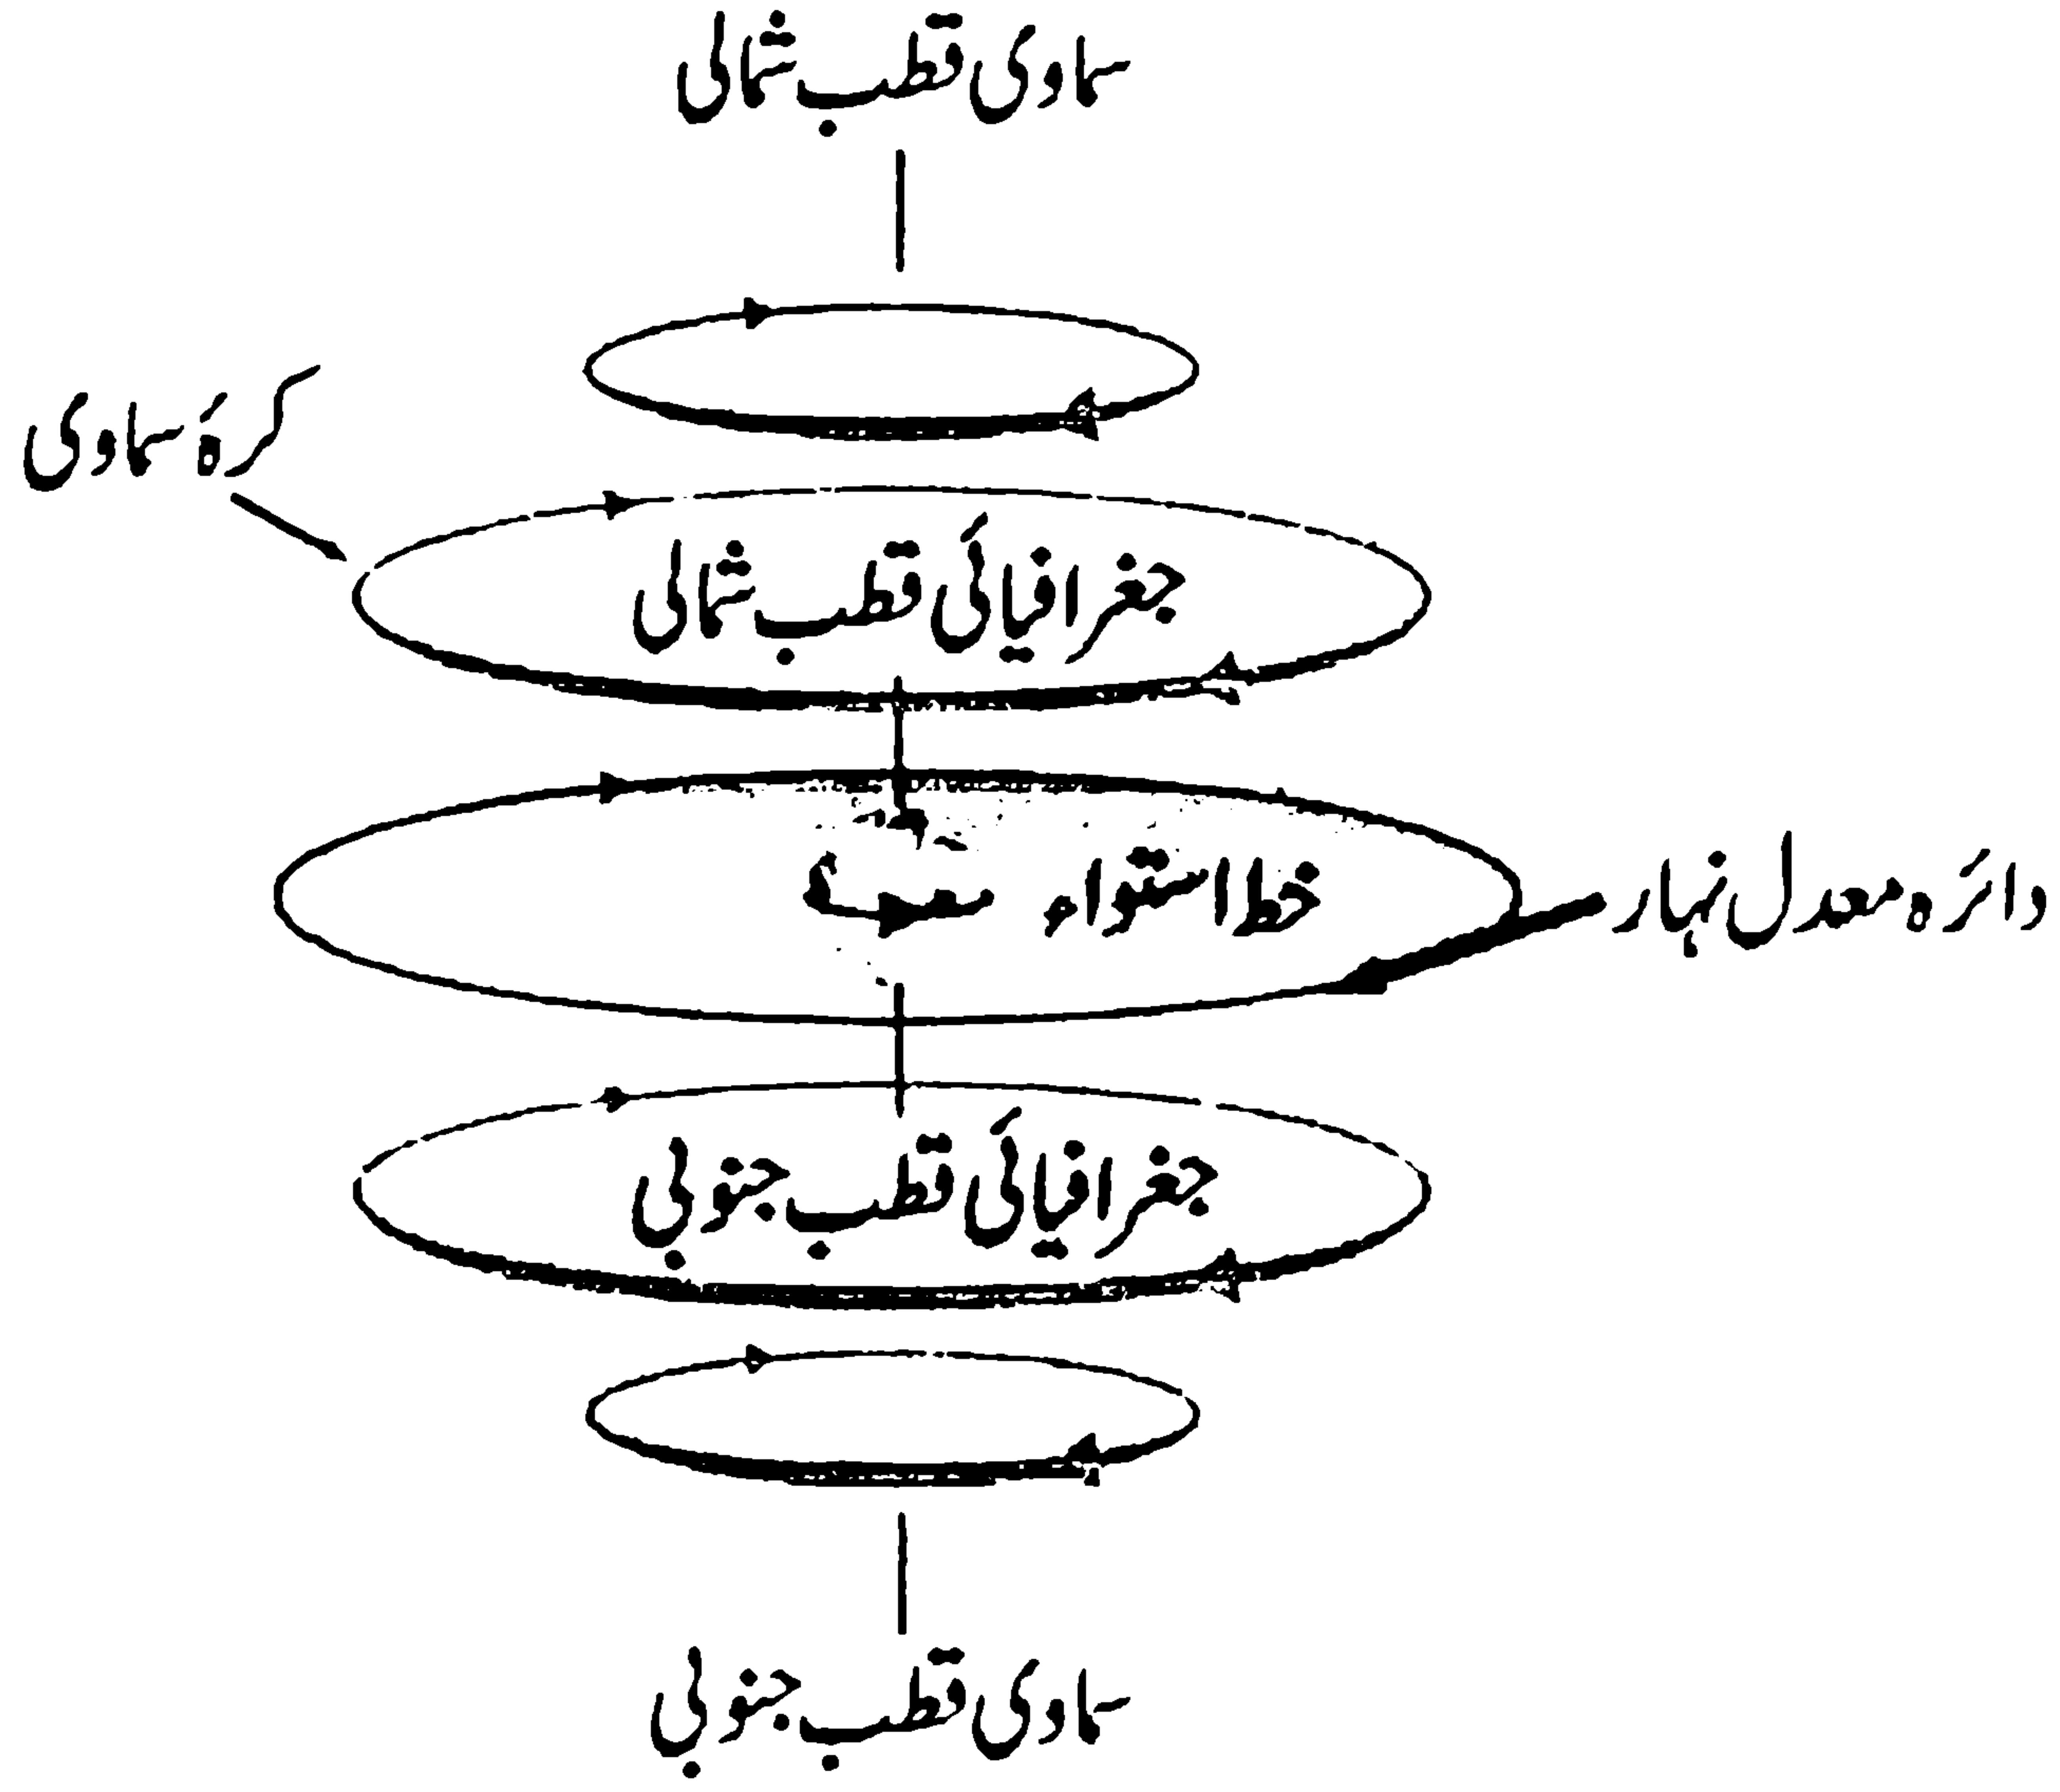 سماوی قطب شمالی
کرۂ سماوی
جغرافیائی قطب شمالی
خط استواء
دائرہ معدل نہار
جغرافیائی قطب جنوبی
سماوی قطب جنوبی